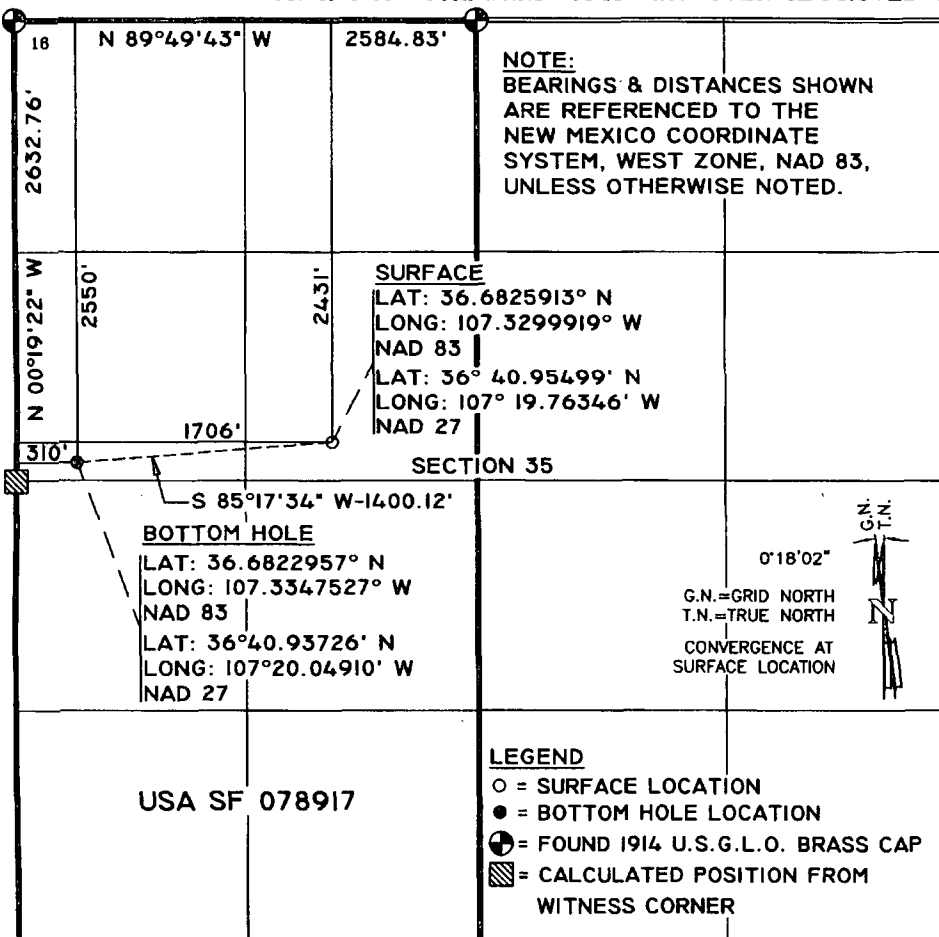 16 N 89°49'43" W 2584.83'
2632.76'
N 00°19'22" W
2550'
2431'
NOTE:
BEARINGS & DISTANCES SHOWN
ARE REFERENCED TO THE
NEW MEXICO COORDINATE
SYSTEM, WEST ZONE, NAD 83,
UNLESS OTHERWISE NOTED.
SURFACE
LAT: 36.6825913° N
LONG: 107.3299919° W
NAD 83
LAT: 36° 40.95499' N
LONG: 107° 19.76346' W
NAD 27
1706'
310'
SECTION 35
S 85°17'34" W-1400.12'
BOTTOM HOLE
LAT: 36.6822957° N
LONG: 107.3347527° W
NAD 83
LAT: 36°40.93726' N
LONG: 107°20.04910' W
NAD 27
G.N.
T.N.
0°18'02"
G.N.=GRID NORTH
T.N.=TRUE NORTH
N
CONVERGENCE AT
SURFACE LOCATION
USA SF 078917
LEGEND
○ = SURFACE LOCATION
● = BOTTOM HOLE LOCATION
= FOUND 1914 U.S.G.L.O. BRASS CAP
= CALCULATED POSITION FROM
WITNESS CORNER